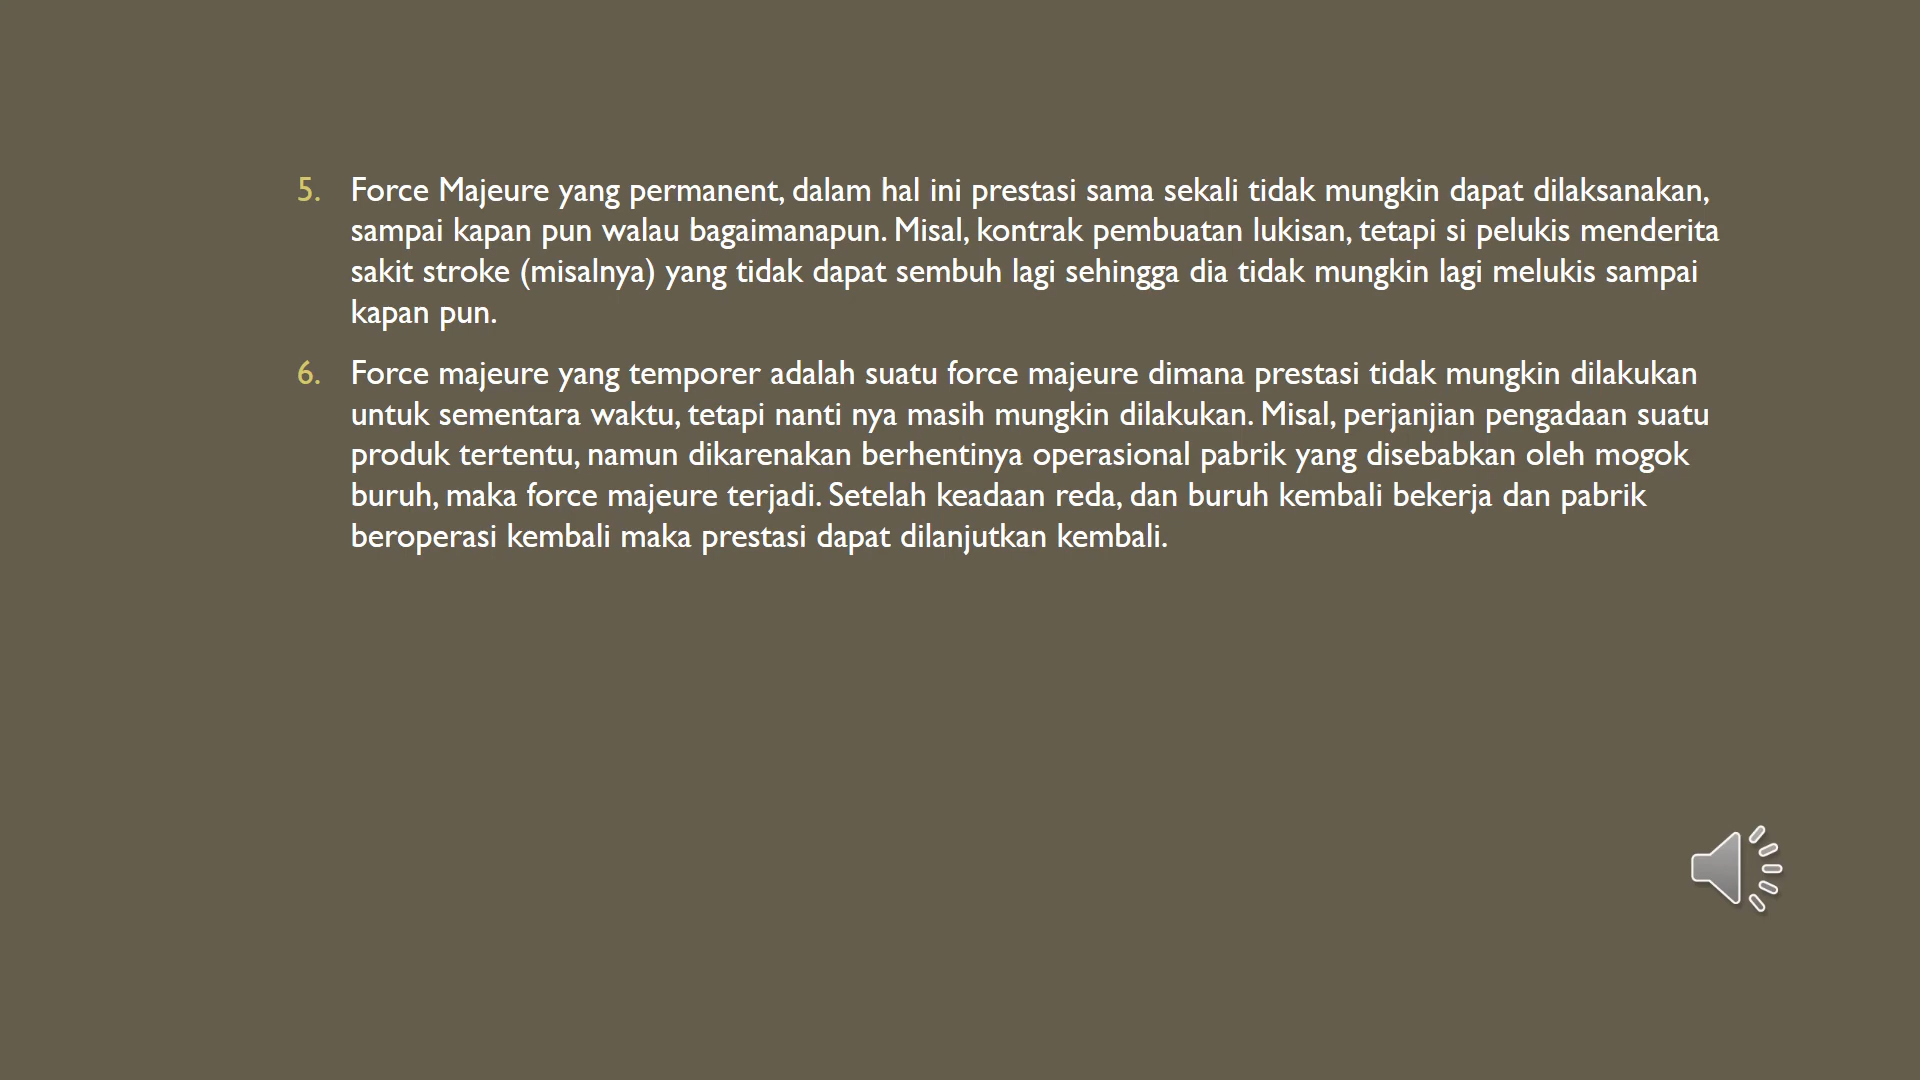 5. Force Majeure yang permanent, dalam hal ini prestasi sama sekali tidak mungkin dapat dilaksanakan,
sampai kapan pun walau bagaimanapun. Misal, kontrak pembuatan lukisan, tetapi si pelukis menderita
sakit stroke (misalnya) yang tidak dapat sembuh lagi sehingga dia tidak mungkin lagi melukis sampai
kapan pun.
6. Force majeure yang temporer adalah suatu force majeure dimana prestasi tidak mungkin dilakukan
untuk sementara waktu, tetapi nanti nya masih mungkin dilakukan. Misal, perjanjian pengadaan suatu
produk tertentu, namun dikarenakan berhentinya operasional pabrik yang disebabkan oleh mogok
buruh, maka force majeure terjadi. Setelah keadaan reda, dan buruh kembali bekerja dan pabrik
beroperasi kembali maka prestasi dapat dilanjutkan kembali.